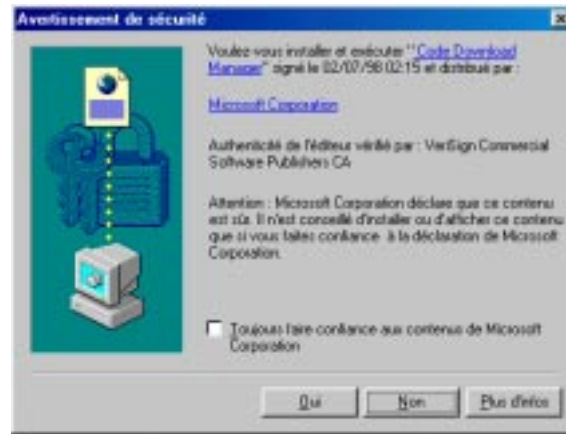 Avertissement de sécurité
Voulez-vous installer et exécuter "Code Download
Manager" signé le 02/07/98 02:15 et distribué par :
Microsoft Corporation
Authenticité de l'éditeur vérifié par : VeriSign Commercial
Software Publishers CA
Attention : Microsoft Corporation déclare que ce contenu
est sûr. Il n'est conseillé d'installer ou d'afficher ce contenu
que si vous faites confiance à la déclaration de Microsoft
Corporation.
Toujours faire confiance aux contenus de Microsoft
Corporation
Oui
Non
Plus d'infos